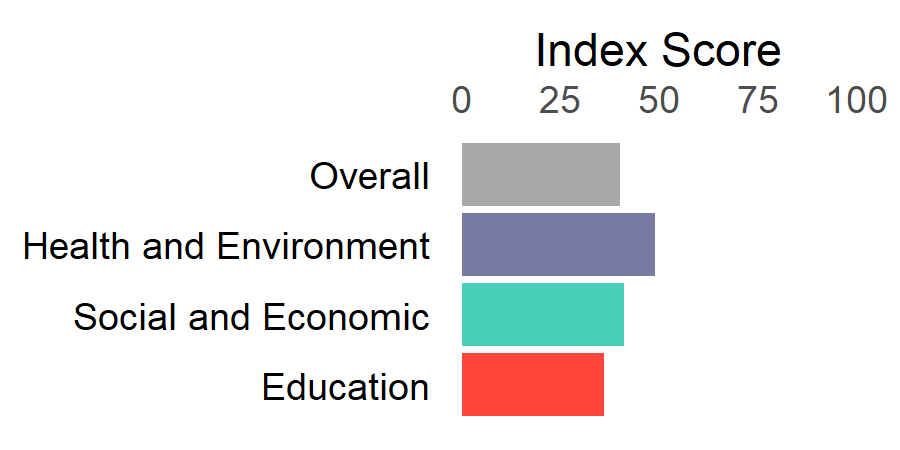 Index Score
0 25 50 75 100
Overall
Health and Environment
Social and Economic
Education